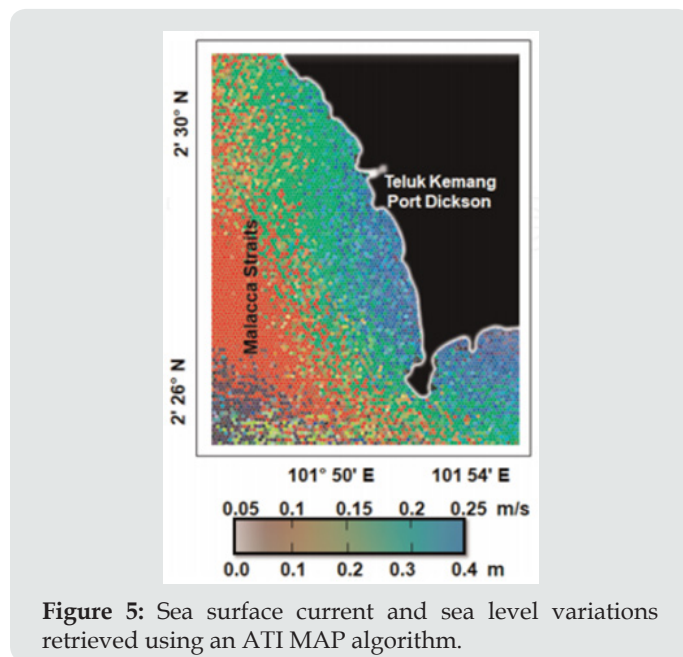 2' 30° N
Teluk Kemang
Port Dickson
Malacca Straits
2' 26° N
101° 50' E 101 54' E
0.05 0.1 0.15 0.2 0.25 m/s
0.0 0.1 0.2 0.3 0.4 m
Figure 5: Sea surface current and sea level variations
retrieved using an ATI MAP algorithm.